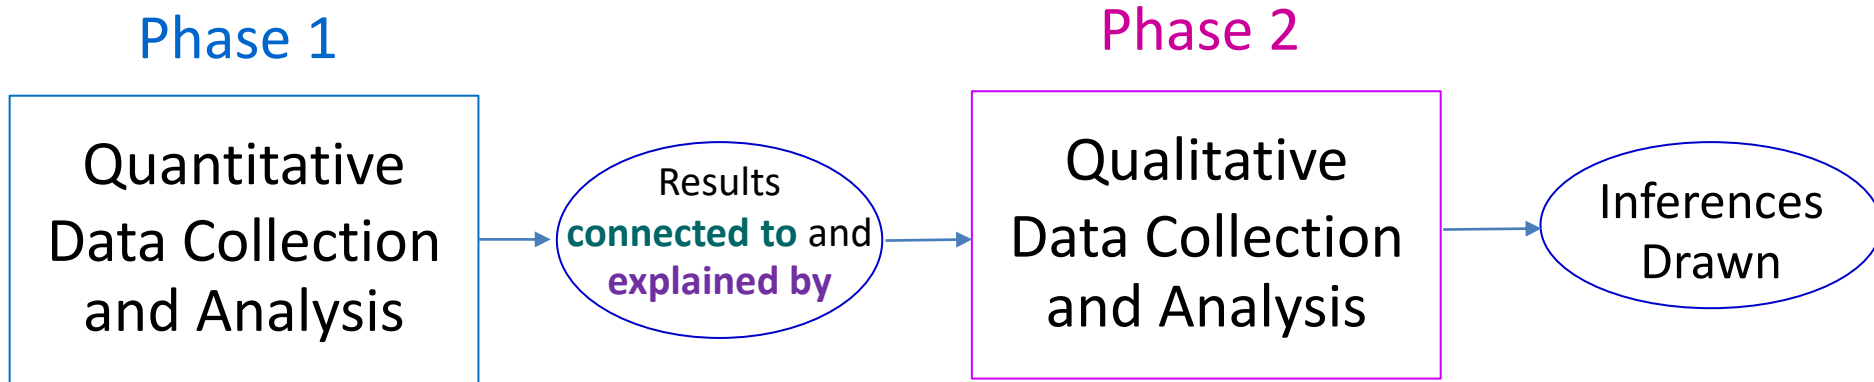 Phase 1
Quantitative
Data Collection
and Analysis
Results
connected to and
explained by
Phase 2
Qualitative
Data Collection
and Analysis
Inferences
Drawn